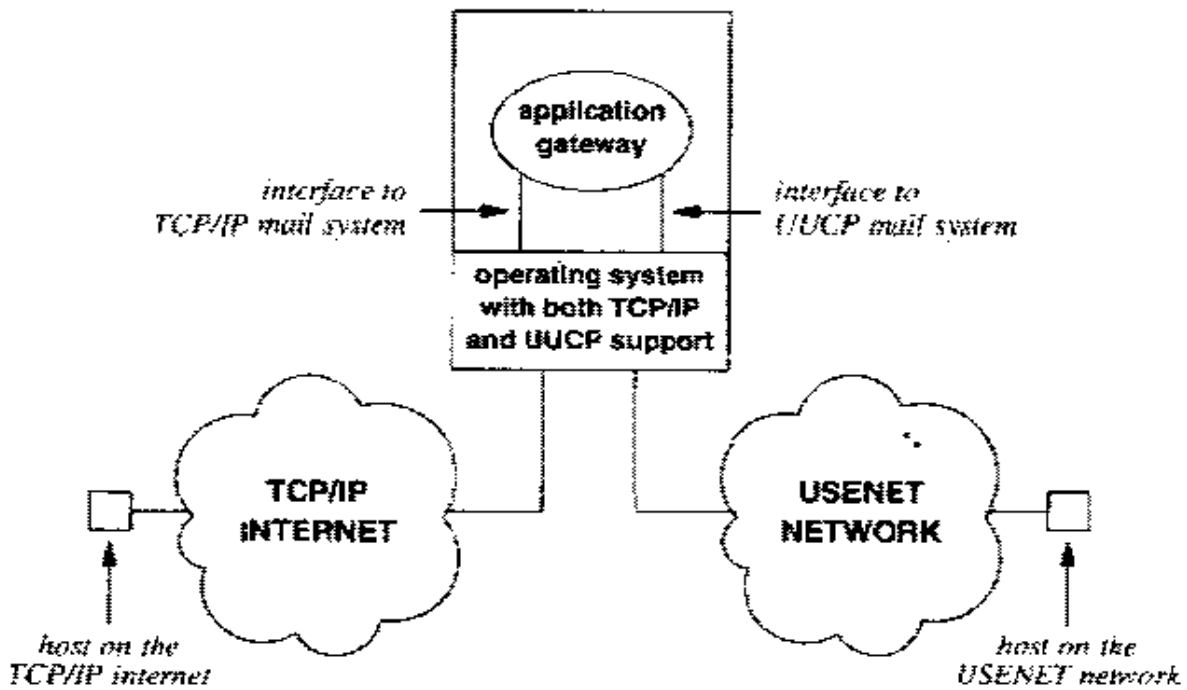 application
gateway
interface to
TCP/IP mail system
interface to
UUCP mail system
operating system
with both TCP/IP
and UUCP support
TCP/IP
INTERNET
USENET
NETWORK
host on the
TCP/IP internet
host on the
USENET network